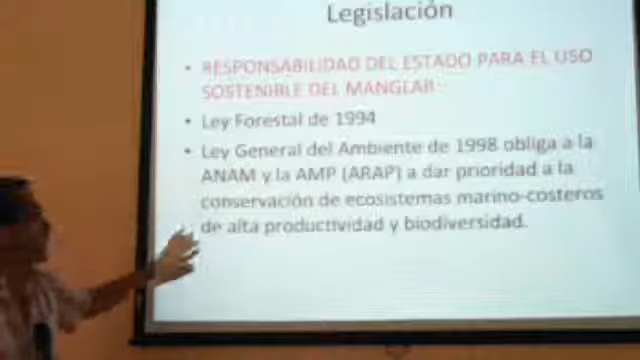 Legislación
• RESPONSABILIDAD DEL ESTADO PARA EL USO
SOSTENIBLE DEL MANGLAR
• Ley Forestal de 1994
• Ley General del Ambiente de 1998 obliga a la
ANAM y la AMP (ARAP) a dar prioridad a la
conservación de ecosistemas marino-costeros
de alta productividad y biodiversidad.